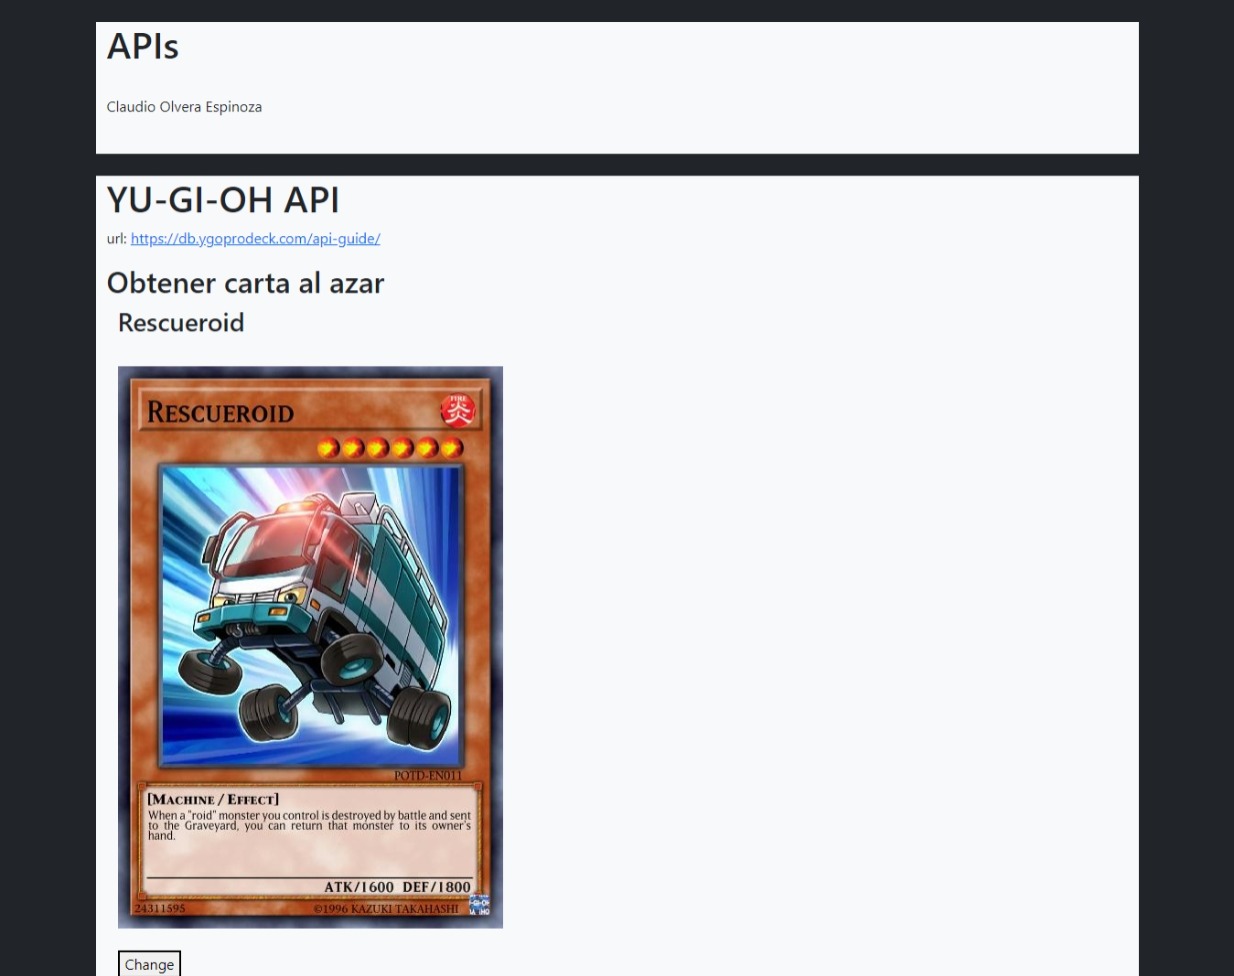 APIs
Claudio Olvera Espinoza
YU-GI-OH API
url: https://db.ygoprodeck.com/api-guide/
Obtener carta al azar
Rescueroid
RESCUEROID
FIRE
炎
POTD-EN011
[MACHINE / EFFECT]
When a "roid" monster you control is destroyed by battle and sent
to the Graveyard, you can return that monster to its owner's
hand.
ATK/1600 DEF/1800
24311595
©1996 KAZUKI TAKAHASHI
Change